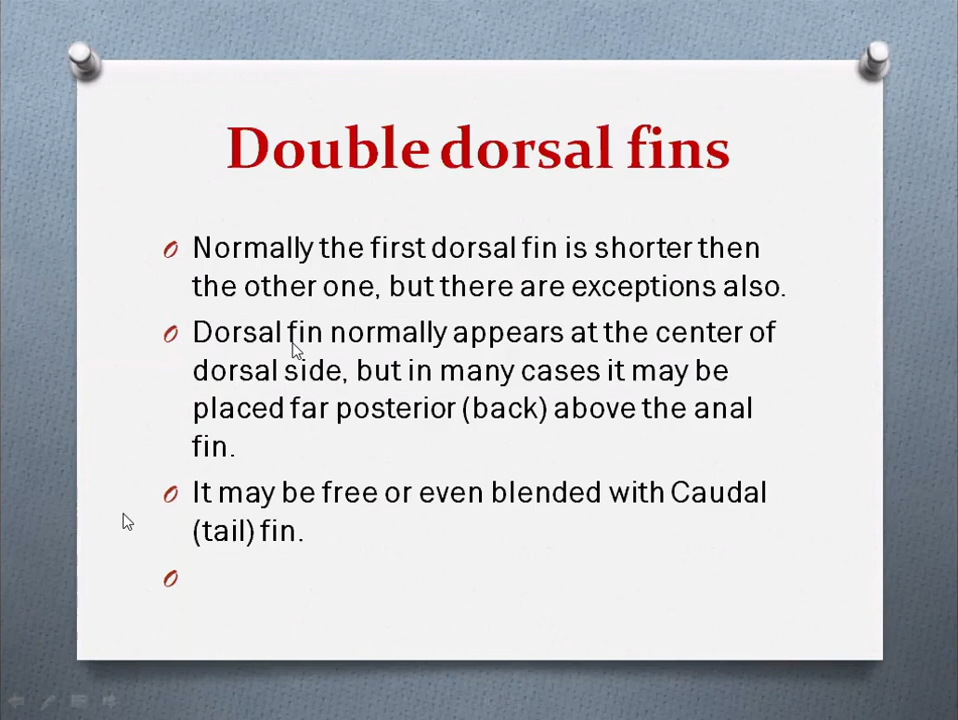 Double dorsal fins
Normally the first dorsal fin is shorter then
the other one, but there are exceptions also.
Dorsal fin normally appears at the center of
dorsal side, but in many cases it may be
placed far posterior (back) above the anal
fin.
It may be free or even blended with Caudal
(tail) fin.